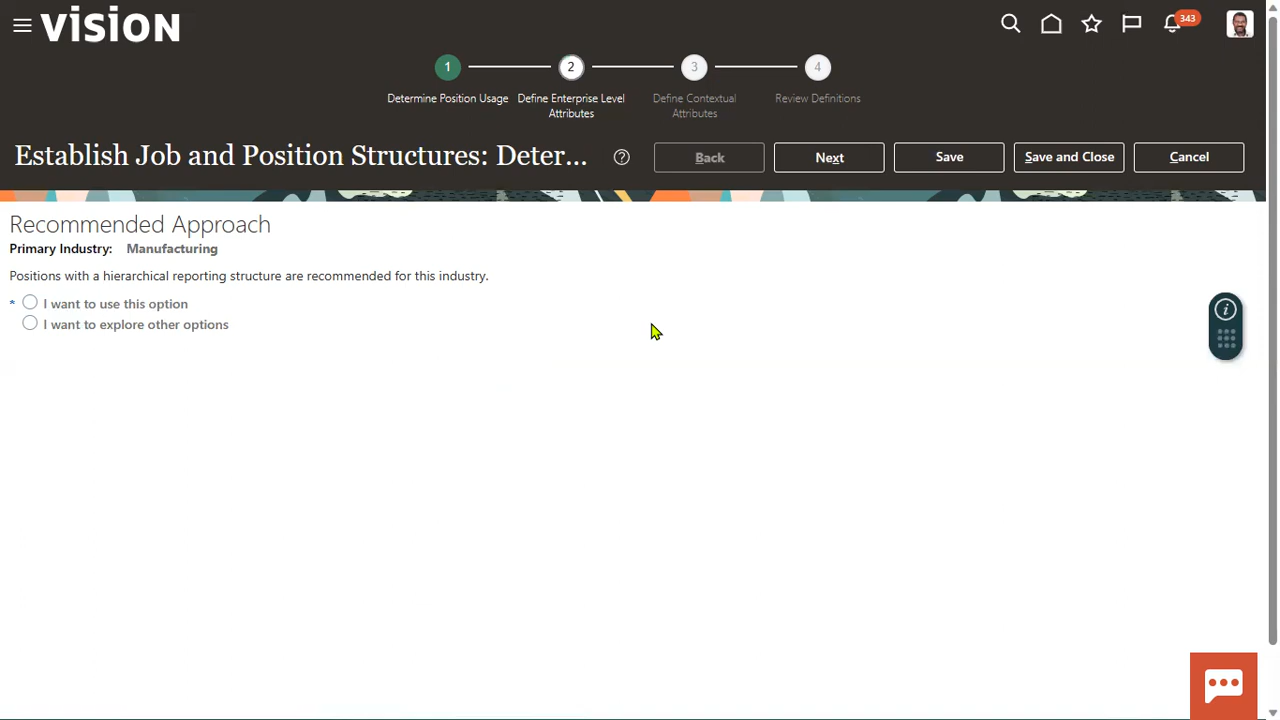 vision
343
1
2
3
4
Determine Position Usage
Define Enterprise Level
Attributes
Define Contextual
Attributes
Review Definitions
Establish Job and Position Structures: Deter...
?
Back
Next
Save
Save and Close
Cancel
Recommended Approach
Primary Industry: Manufacturing
Positions with a hierarchical reporting structure are recommended for this industry.
* I want to use this option
I want to explore other options
i